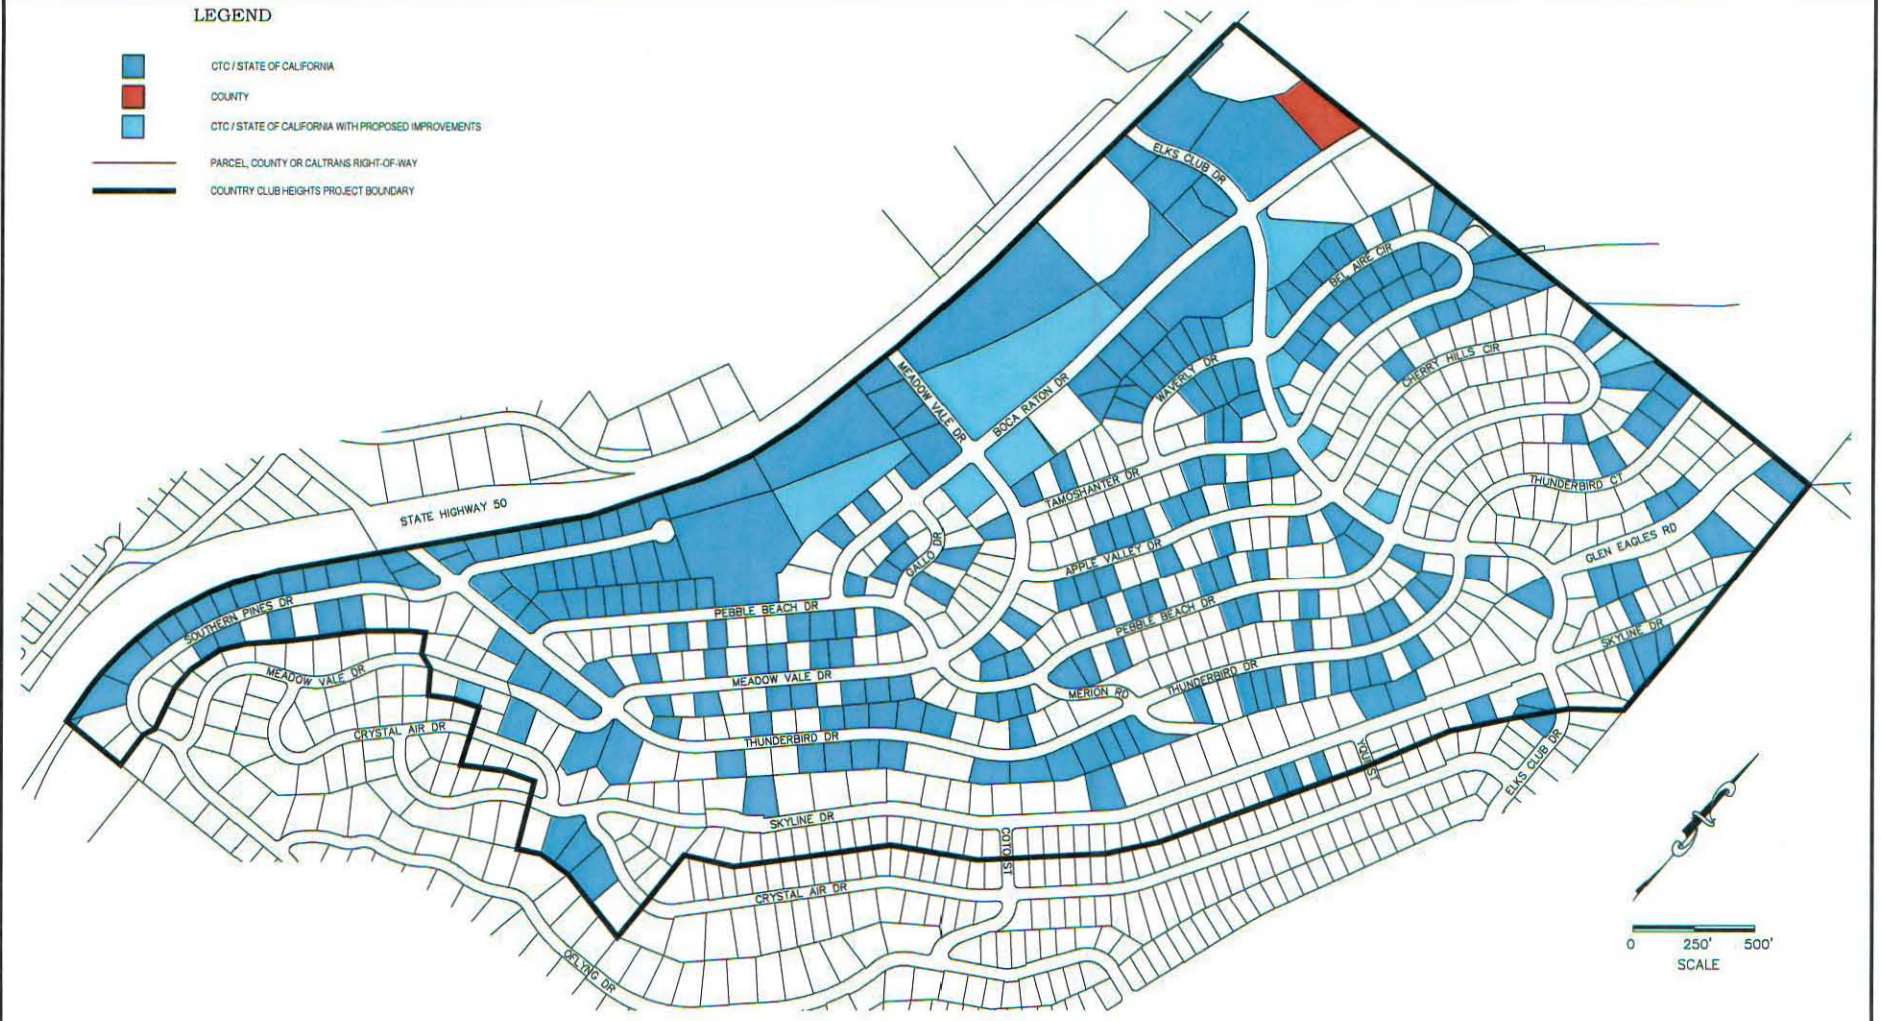 LEGEND
CTC / STATE OF CALIFORNIA
COUNTY
CTC / STATE OF CALIFORNIA WITH PROPOSED IMPROVEMENTS
PARCEL, COUNTY OR CALTRANS RIGHT-OF-WAY
COUNTRY CLUB HEIGHTS PROJECT BOUNDARY
ELKS CLUB DR
BEL AIRE CIR
CHERRY HILLS CIR
WAVERLY DR
MEADOW VALE DR
BOCA RATON DR
TAMOSHANTER DR
THUNDERBIRD CT
STATE HIGHWAY 50
GLEN EAGLES RD
GALLO DR
APPLE VALLEY DR
SOUTHERN PINES DR
PEBBLE BEACH DR
PEBBLE BEACH DR
SKYLINE DR
MEADOW VALE DR
MEADOW VALE DR
THUNDERBIRD DR
MERION RD
CRYSTAL AIR DR
THUNDERBIRD DR
YQUI ST
ELKS CLUB DR
SKYLINE DR
COTO ST
CRYSTAL AIR DR
OFLYNG DR
0 250' 500'
SCALE